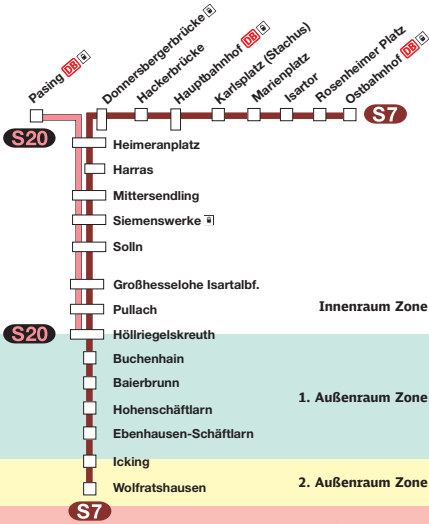 Pasing DB
Donnersbergerbrücke
Hackerbrücke
Hauptbahnhof DB
Karlsplatz (Stachus)
Marienplatz
Isartor
Rosenheimer Platz
Ostbahnhof DB
S7
S20
Heimeranplatz
Harras
Mittersendling
Siemenswerke
Solln
Großhesselohe Isartalbf.
Pullach
Innenraum Zone
S20
Höllriegelskreuth
Buchenhain
Baierbrunn
1. Außenraum Zone
Hohenschäftlarn
Ebenhausen-Schäftlarn
Icking
Wolfratshausen
2. Außenraum Zone
S7